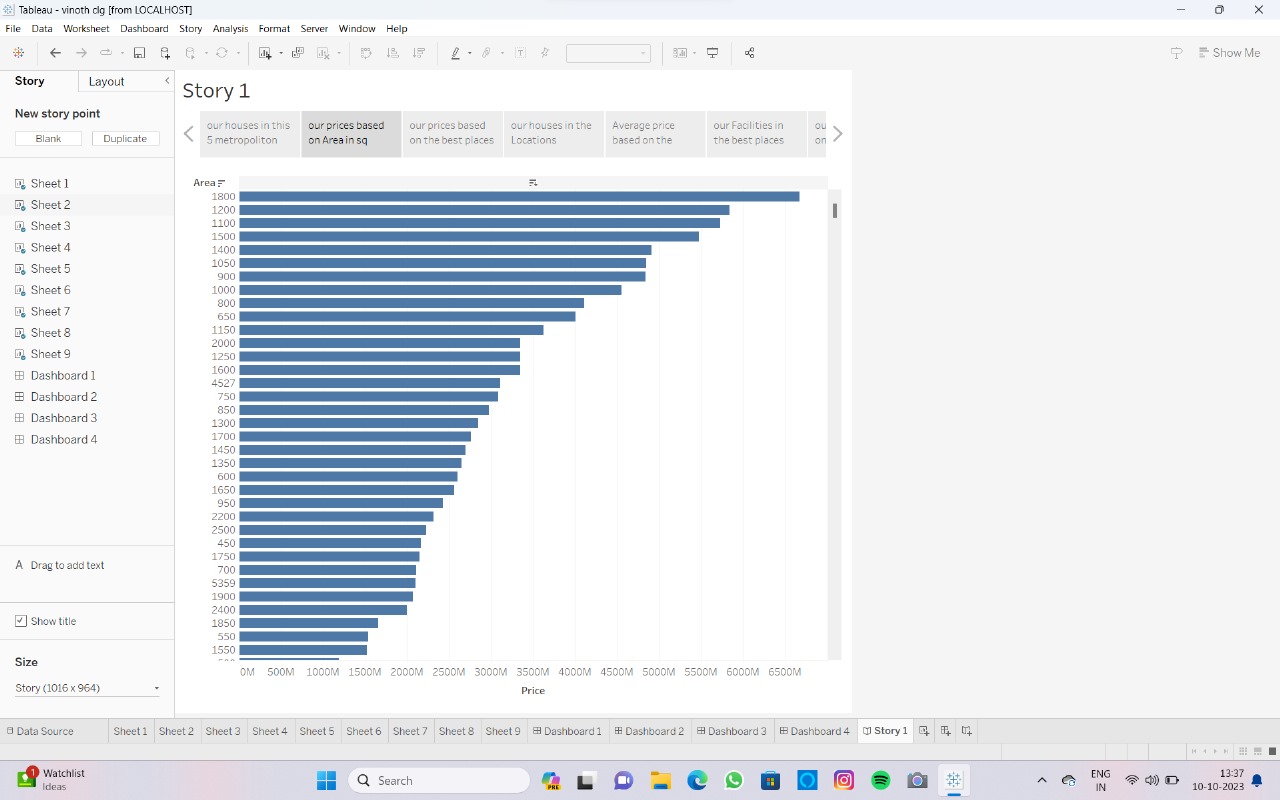 Tableau - vinoth clg [from LOCALHOST]
File Data Worksheet Dashboard Story Analysis Format Server Window Help
Show Me
Story Layout
New story point
Blank Duplicate
Sheet 1
Sheet 2
Sheet 3
Sheet 4
Sheet 5
Sheet 6
Sheet 7
Sheet 8
Sheet 9
Dashboard 1
Dashboard 2
Dashboard 3
Dashboard 4
A Drag to add text
Show title
Size
Story (1016 x 964)
Story 1
our houses in this
5 metropoliton
our prices based
on Area in sq
our prices based
on the best places
our houses in the
Locations
Average price
based on the
our Facilities in
the best places
ou
on
Area
1800
1200
1100
1500
1400
1050
900
1000
800
650
1150
2000
1250
1600
4527
750
850
1300
1700
1450
1350
600
1650
950
2200
2500
450
1750
700
5359
1900
2400
1850
550
1550
0M 500M 1000M 1500M 2000M 2500M 3000M 3500M 4000M 4500M 5000M 5500M 6000M 6500M
Price
Data Source Sheet 1 Sheet 2 Sheet 3 Sheet 4 Sheet 5 Sheet 6 Sheet 7 Sheet 8 Sheet 9 Dashboard 1 Dashboard 2 Dashboard 3 Dashboard 4 Story 1
1
Watchlist
Ideas
Search
PRE
ENG
IN
13:37
10-10-2023